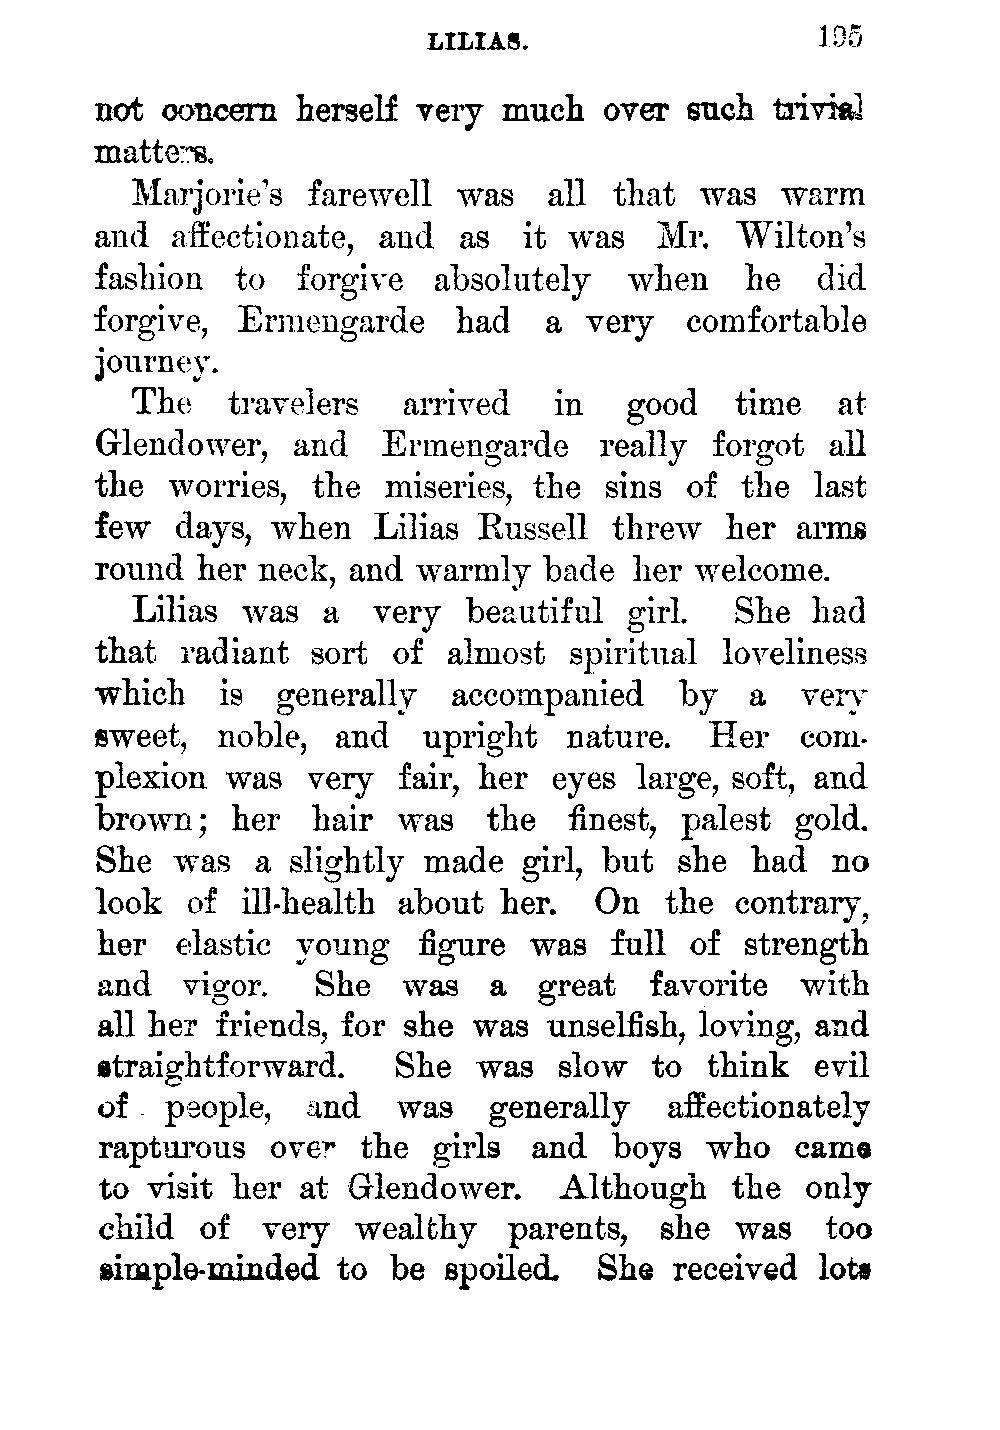 LILIAS. 195
not concern herself very much over such trivial
matters.
Marjorie's farewell was all that was warm
and affectionate, and as it was Mr. Wilton's
fashion to forgive absolutely when he did
forgive, Ermengarde had a very comfortable
journey.
The travelers arrived in good time at
Glendower, and Ermengarde really forgot all
the worries, the miseries, the sins of the last
few days, when Lilias Russell threw her arms
round her neck, and warmly bade her welcome.
Lilias was a very beautiful girl. She had
that radiant sort of almost spiritual loveliness
which is generally accompanied by a very
sweet, noble, and upright nature. Her com-
plexion was very fair, her eyes large, soft, and
brown; her hair was the finest, palest gold.
She was a slightly made girl, but she had no
look of ill-health about her. On the contrary,
her elastic young figure was full of strength
and vigor. She was a great favorite with
all her friends, for she was unselfish, loving, and
straightforward. She was slow to think evil
of people, and was generally affectionately
rapturous over the girls and boys who came
to visit her at Glendower. Although the only
child of very wealthy parents, she was too
simple-minded to be spoiled. She received lots